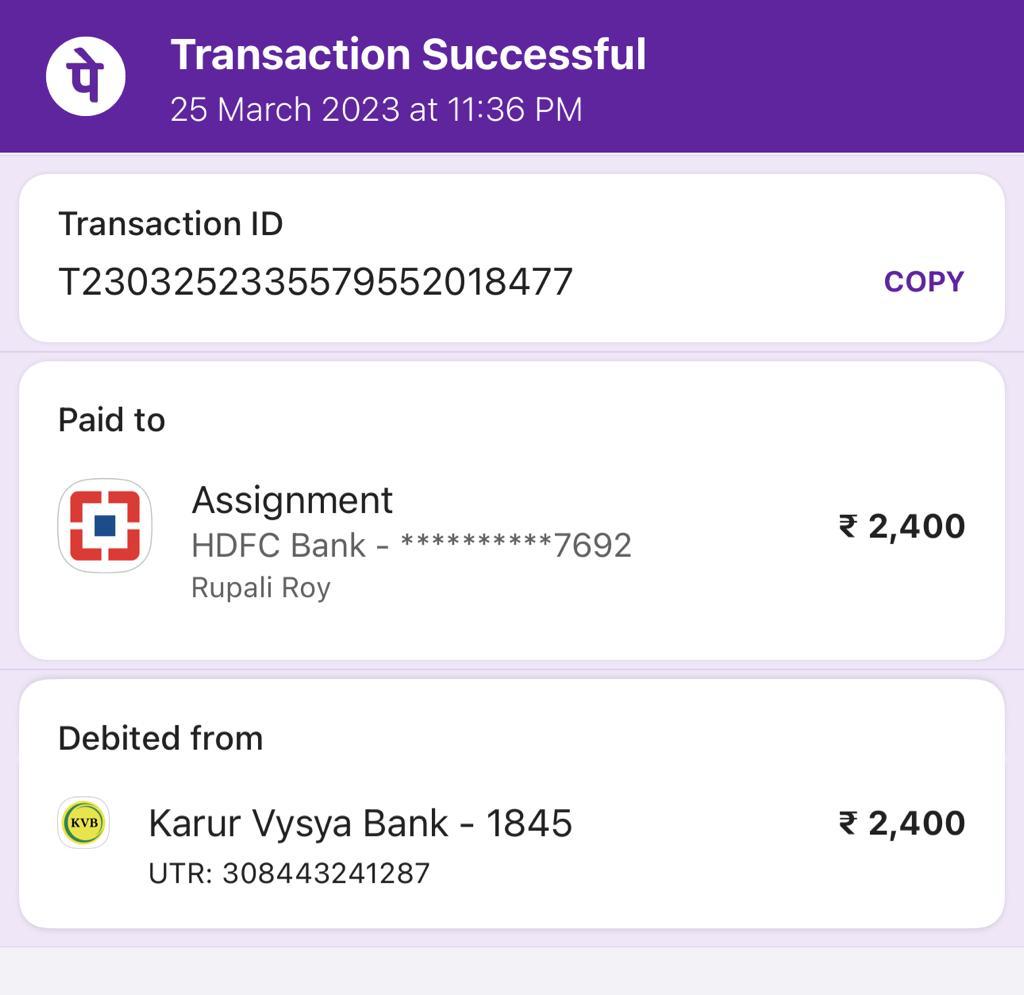 पे
Transaction Successful
25 March 2023 at 11:36 PM
Transaction ID
T2303252335579552018477
COPY
Paid to
Assignment
HDFC Bank - **********7692
Rupali Roy
₹ 2,400
Debited from
KVB
Karur Vysya Bank - 1845
₹ 2,400
UTR: 308443241287